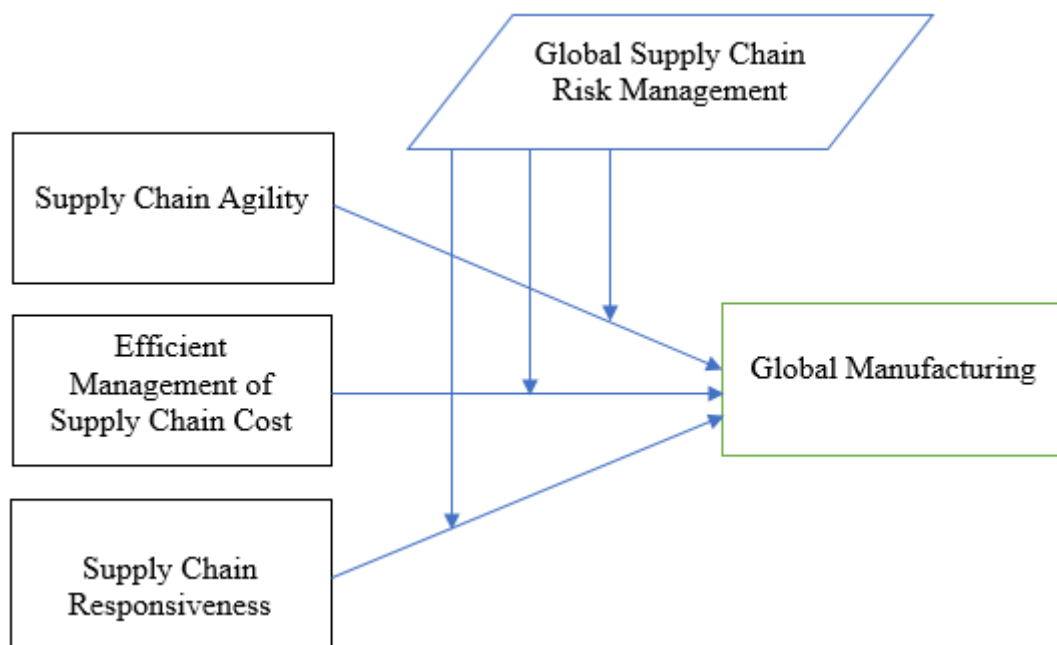 Global Supply Chain
Risk Management
Supply Chain Agility
Efficient
Management of
Supply Chain Cost
Global Manufacturing
Supply Chain
Responsiveness